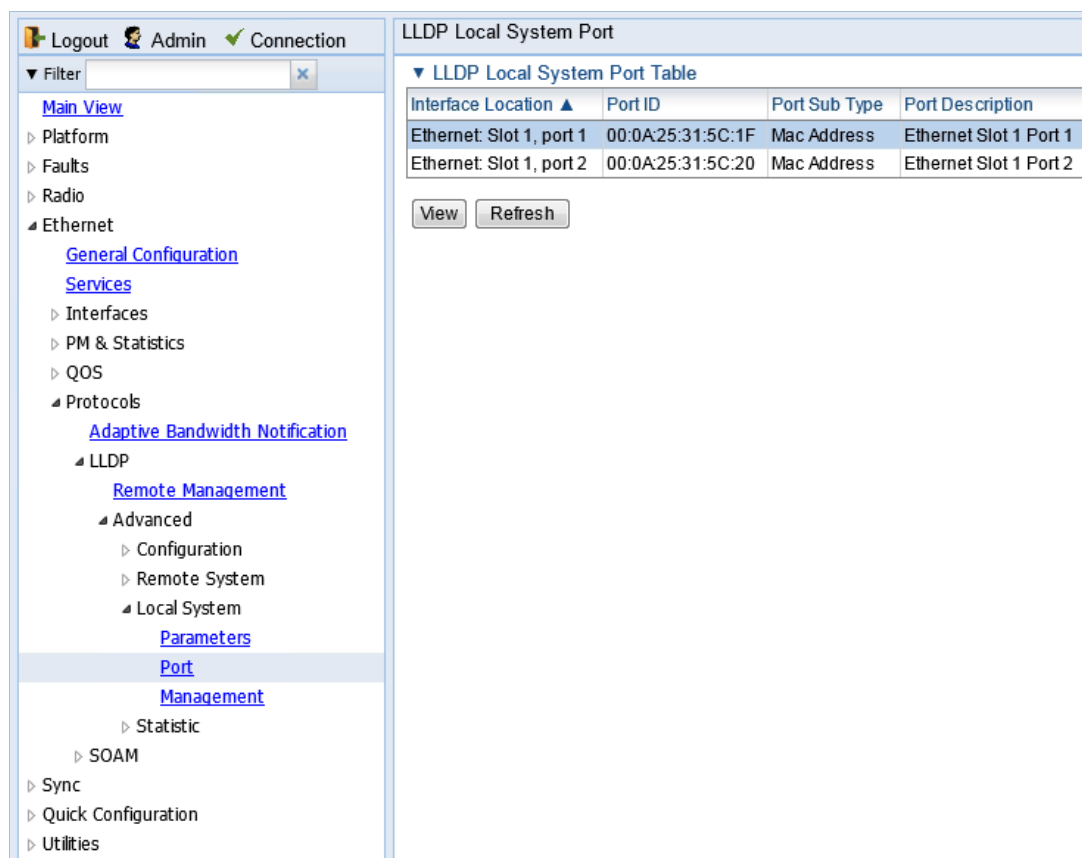 Logout Admin Connection
Filter
Main View
Platform
Faults
Radio
Ethernet
General Configuration
Services
Interfaces
PM & Statistics
QOS
Protocols
Adaptive Bandwidth Notification
LLDP
Remote Management
Advanced
Configuration
Remote System
Local System
Parameters
Port
Management
Statistic
SOAM
Sync
Quick Configuration
Utilities
LLDP Local System Port
LLDP Local System Port Table
Interface Location ▲ Port ID Port Sub Type Port Description
Ethernet: Slot 1, port 1 00:0A:25:31:5C:1F Mac Address Ethernet Slot 1 Port 1
Ethernet: Slot 1, port 2 00:0A:25:31:5C:20 Mac Address Ethernet Slot 1 Port 2
View Refresh